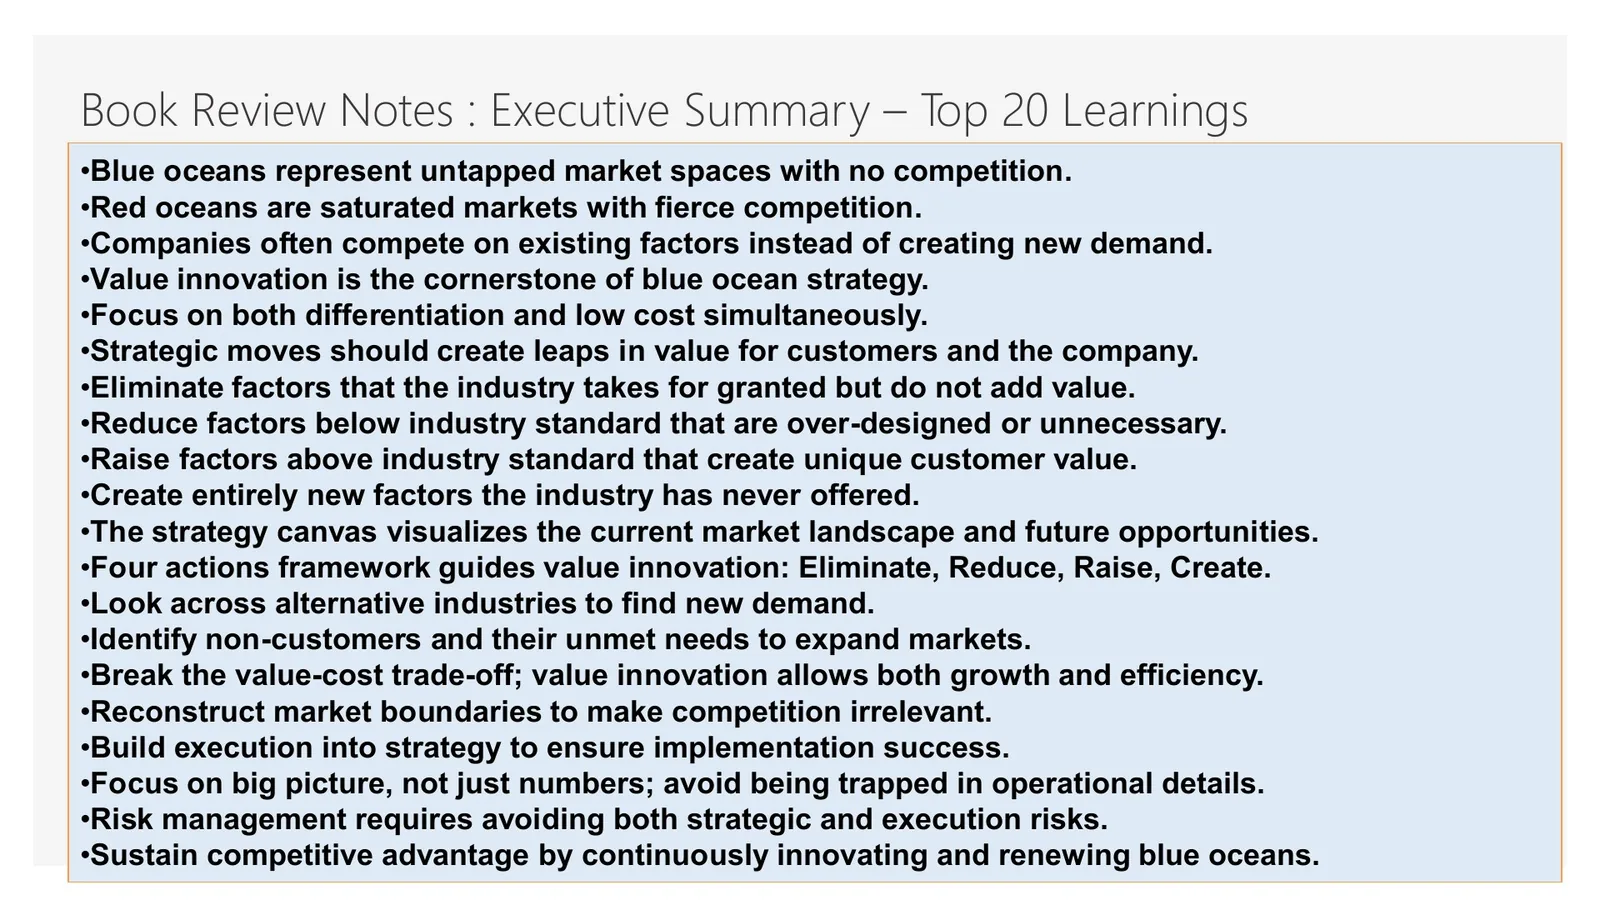 Book Review Notes : Executive Summary – Top 20 Learnings
•Blue oceans represent untapped market spaces with no competition.
•Red oceans are saturated markets with fierce competition.
•Companies often compete on existing factors instead of creating new demand.
•Value innovation is the cornerstone of blue ocean strategy.
•Focus on both differentiation and low cost simultaneously.
•Strategic moves should create leaps in value for customers and the company.
•Eliminate factors that the industry takes for granted but do not add value.
•Reduce factors below industry standard that are over-designed or unnecessary.
•Raise factors above industry standard that create unique customer value.
•Create entirely new factors the industry has never offered.
•The strategy canvas visualizes the current market landscape and future opportunities.
•Four actions framework guides value innovation: Eliminate, Reduce, Raise, Create.
•Look across alternative industries to find new demand.
•Identify non-customers and their unmet needs to expand markets.
•Break the value-cost trade-off; value innovation allows both growth and efficiency.
•Reconstruct market boundaries to make competition irrelevant.
•Build execution into strategy to ensure implementation success.
•Focus on big picture, not just numbers; avoid being trapped in operational details.
•Risk management requires avoiding both strategic and execution risks.
•Sustain competitive advantage by continuously innovating and renewing blue oceans.